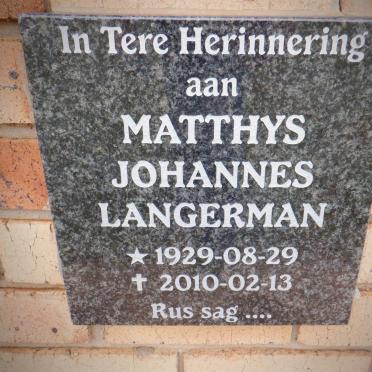 In Tere Herinnering
aan
MATTHYS
JOHANNES
LANGERMAN
★ 1929-08-29
✝ 2010-02-13
Rus sag ....